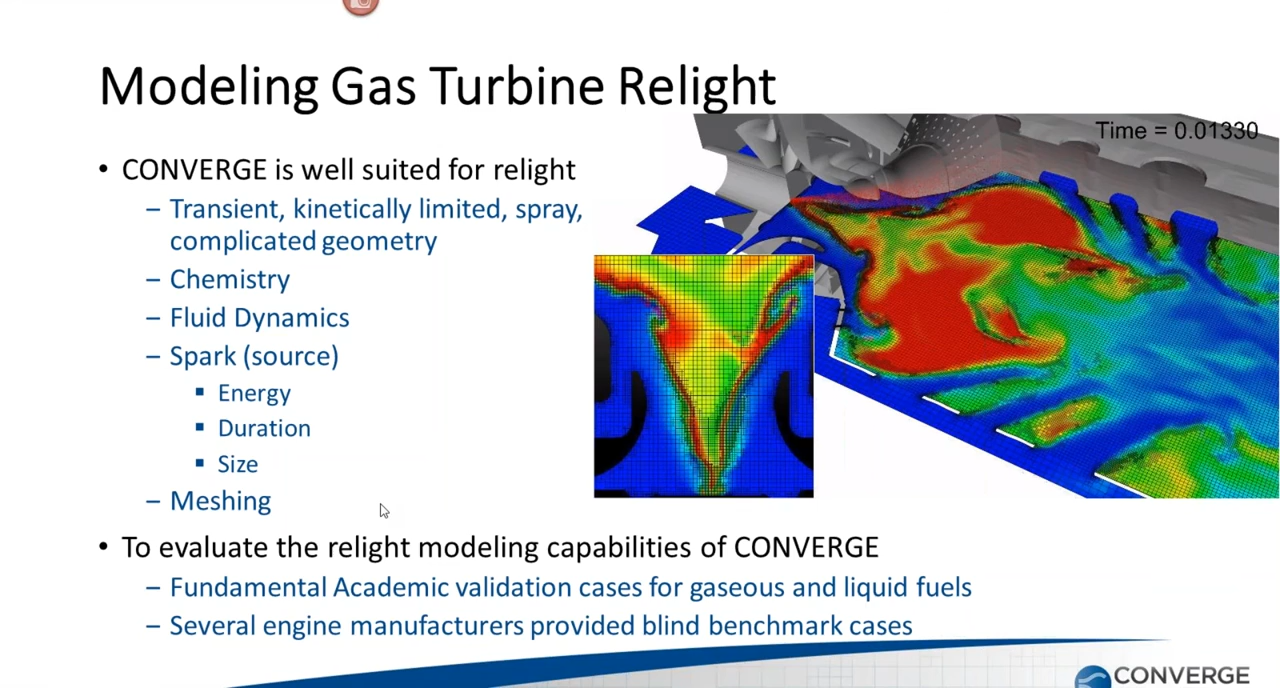 Modeling Gas Turbine Relight
Time = 0.01330
• CONVERGE is well suited for relight
– Transient, kinetically limited, spray,
complicated geometry
– Chemistry
– Fluid Dynamics
– Spark (source)
▪ Energy
▪ Duration
▪ Size
– Meshing
• To evaluate the relight modeling capabilities of CONVERGE
– Fundamental Academic validation cases for gaseous and liquid fuels
– Several engine manufacturers provided blind benchmark cases
CONVERGE